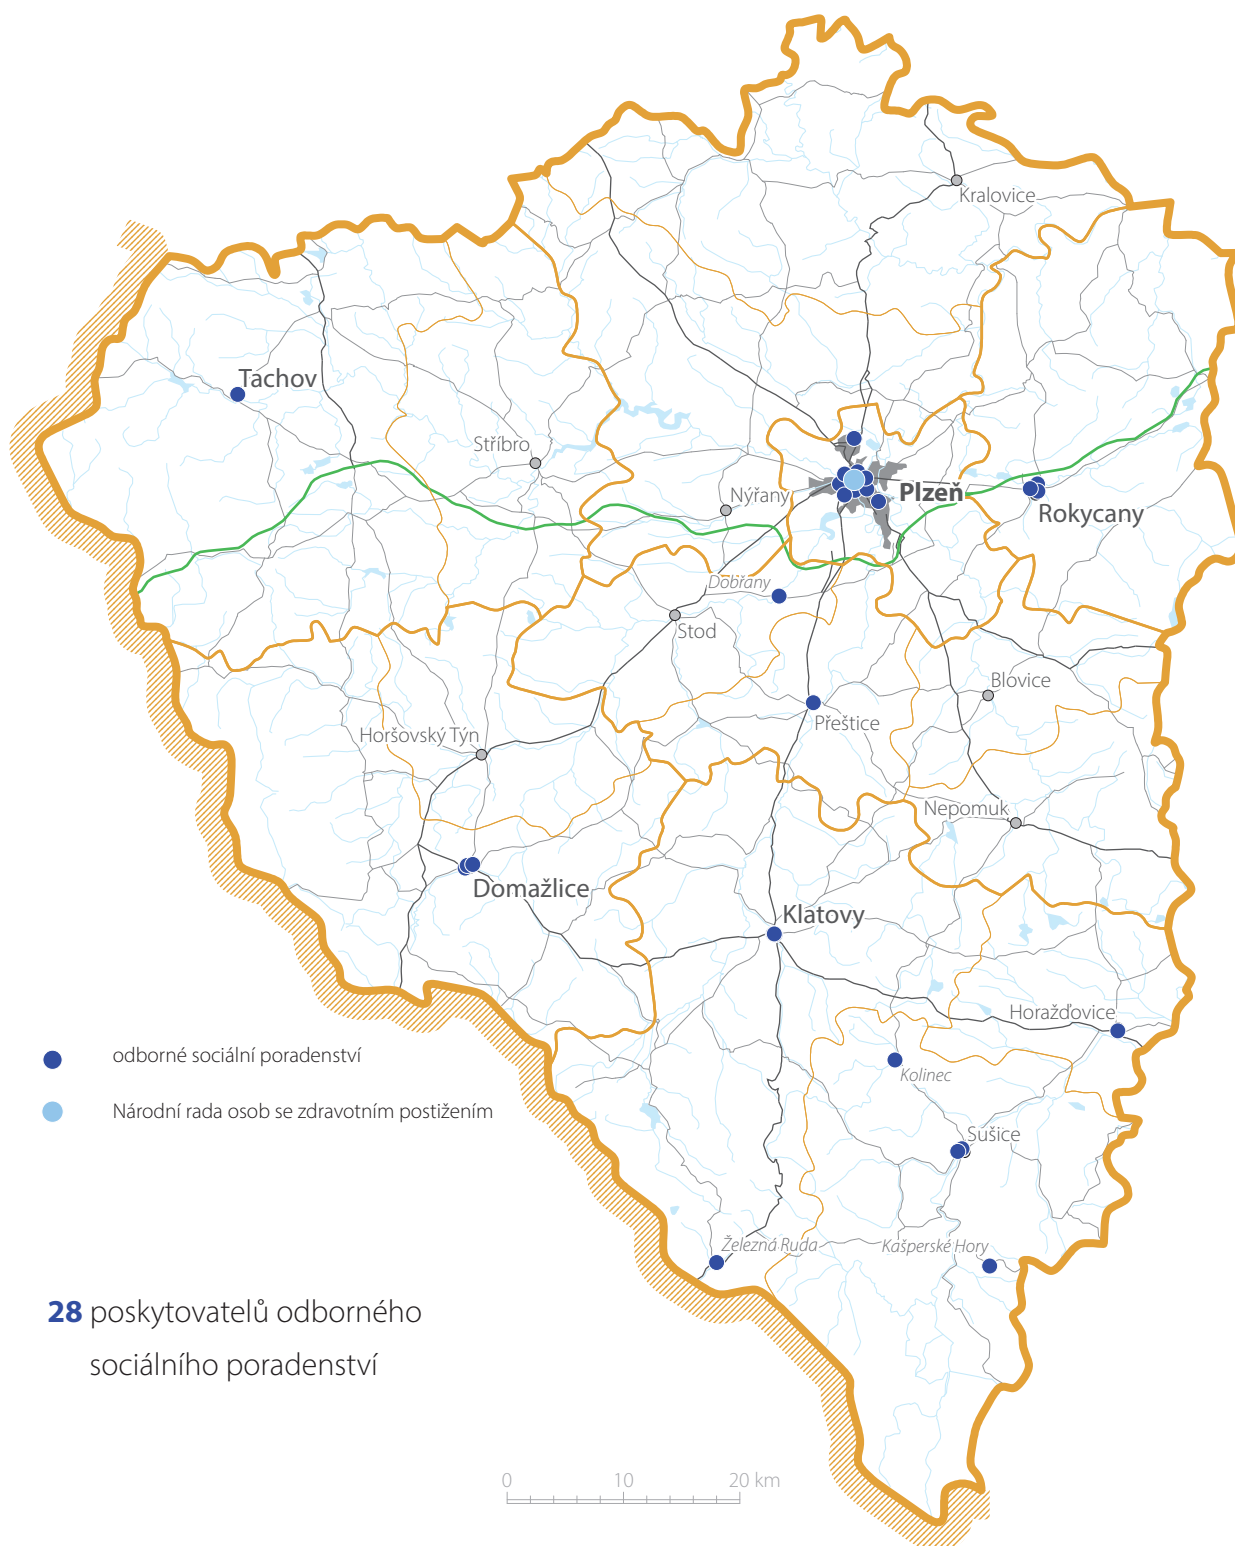 Kralovice
Tachov
Stříbro
Nýřany
Plzeň
Rokycany
Dobřany
Stod
Blovice
Přeštice
Horšovský Týn
Nepomuk
Domažlice
Klatovy
Horažďovice
odborné sociální poradenství
Kolinec
Národní rada osob se zdravotním postižením
Sušice
Železná Ruda
Kašperské Hory
28 poskytovatelů odborného
sociálního poradenství
0 10 20 km